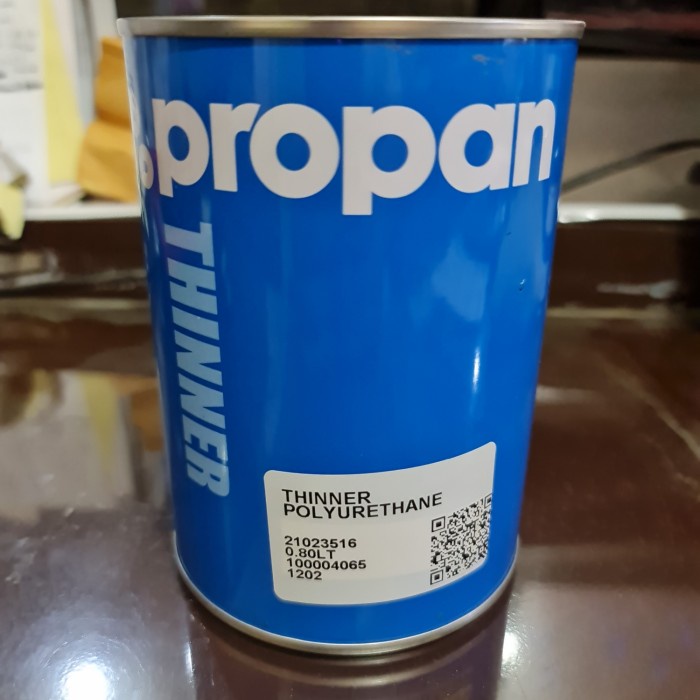 propan
THINNER
THINNER
POLYURETHANE
21023516
0.80LT
100004065
1202